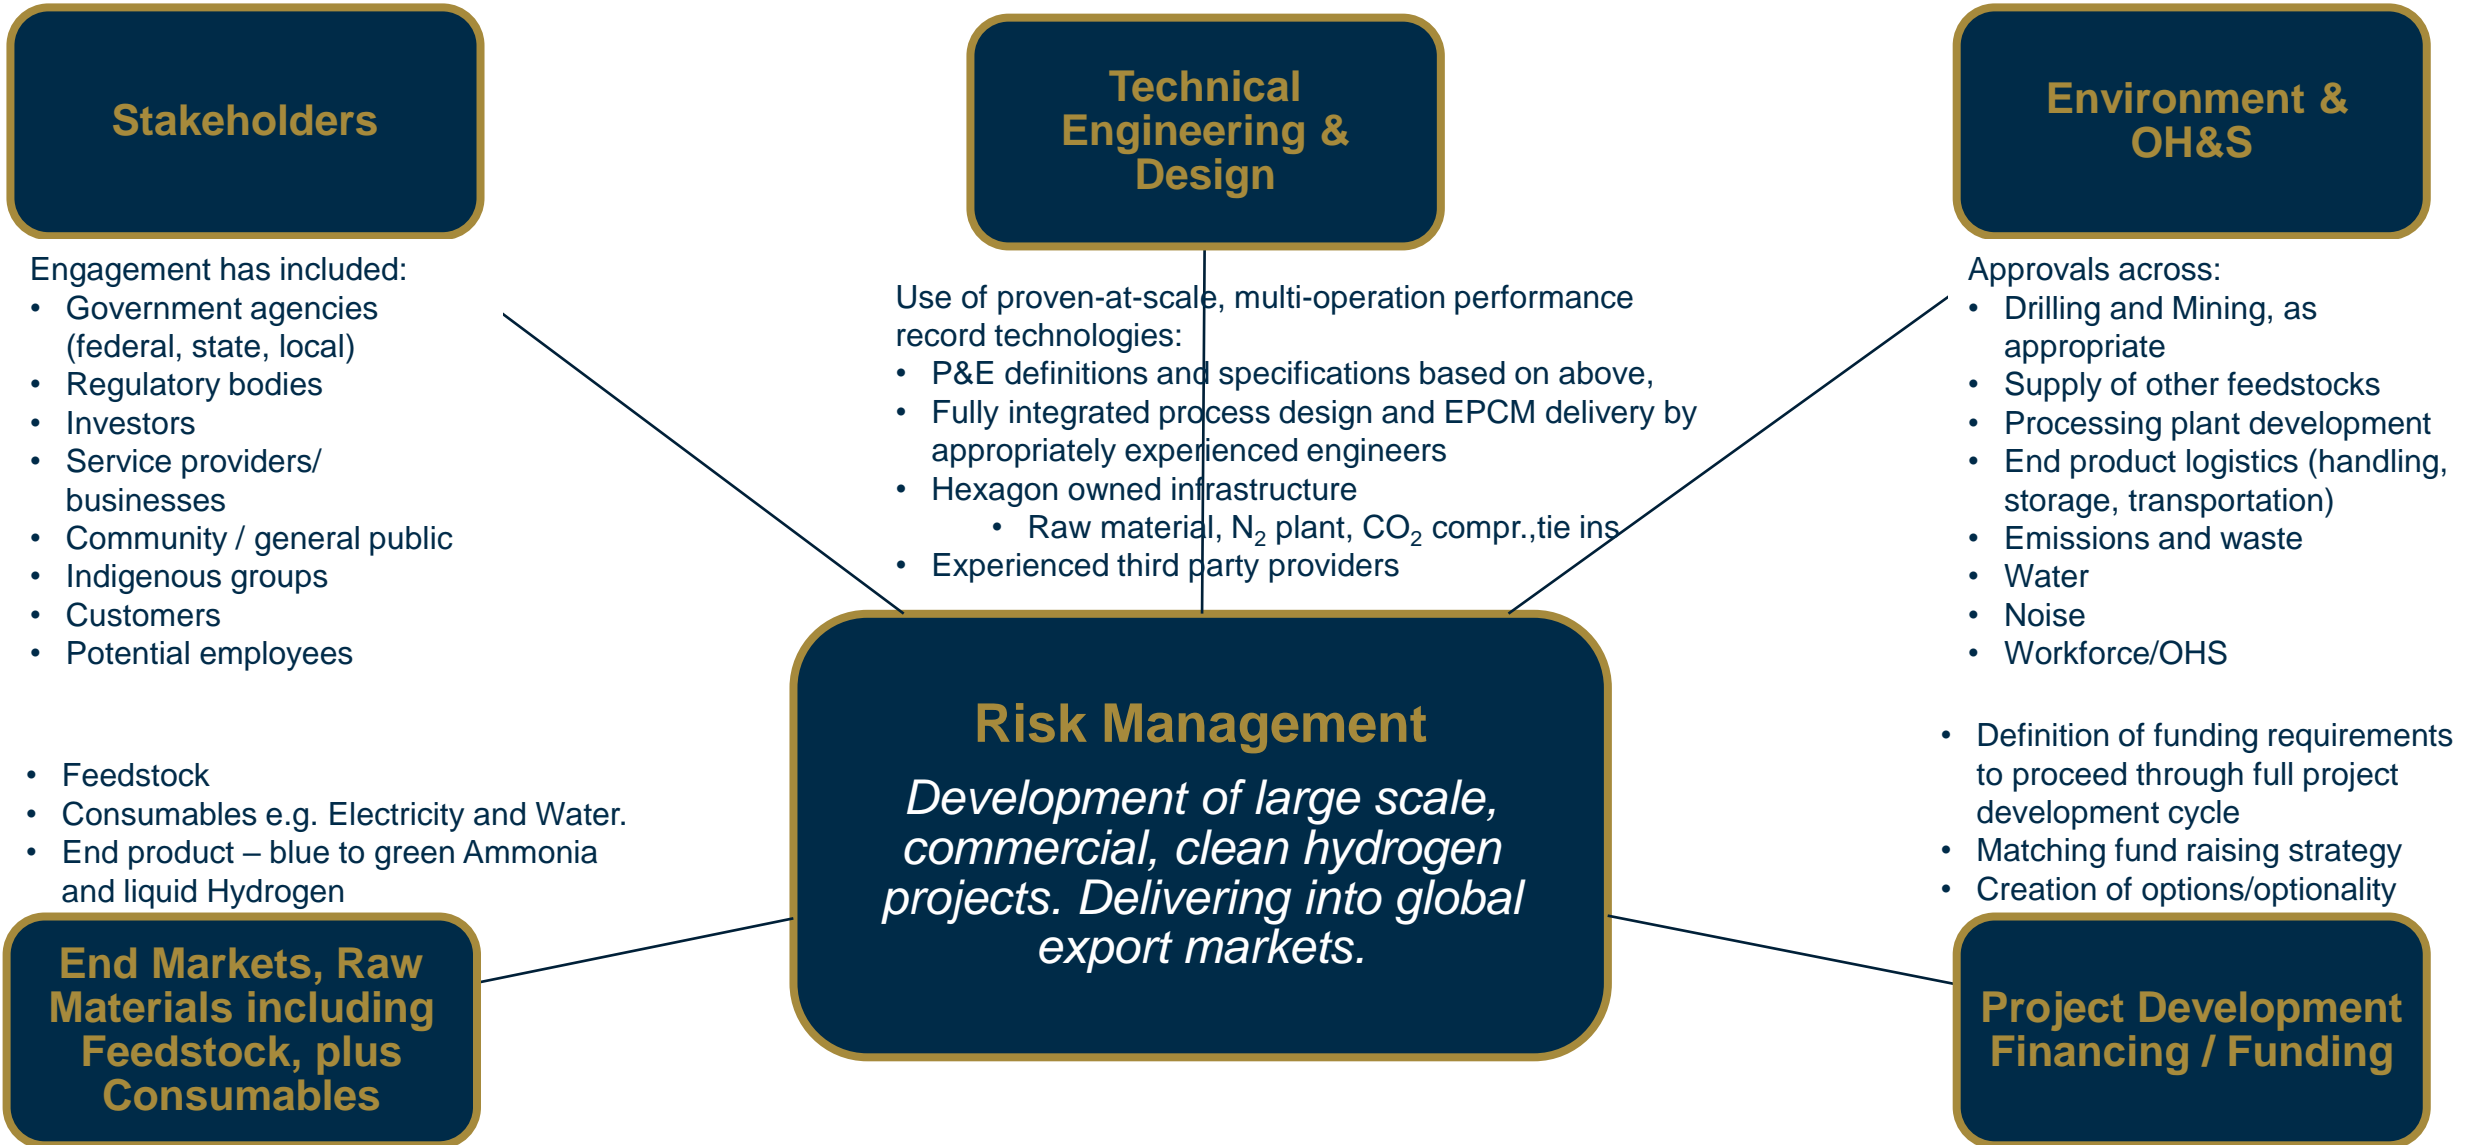 Stakeholders
Engagement has included:
• Government agencies
(federal, state, local)
• Regulatory bodies
• Investors
• Service providers/
businesses
• Community / general public
• Indigenous groups
• Customers
• Potential employees
Technical
Engineering &
Design
Use of proven-at-scale, multi-operation performance
record technologies:
• P&E definitions and specifications based on above,
• Fully integrated process design and EPCM delivery by
appropriately experienced engineers
• Hexagon owned infrastructure
• Raw material, N₂ plant, CO₂ compr.,tie ins
• Experienced third party providers
Environment &
OH&S
Approvals across:
• Drilling and Mining, as
appropriate
• Supply of other feedstocks
• Processing plant development
• End product logistics (handling,
storage, transportation)
• Emissions and waste
• Water
• Noise
• Workforce/OHS
Risk Management
Development of large scale,
commercial, clean hydrogen
projects. Delivering into global
export markets.
• Feedstock
• Consumables e.g. Electricity and Water.
• End product – blue to green Ammonia
and liquid Hydrogen
End Markets, Raw
Materials including
Feedstock, plus
Consumables
• Definition of funding requirements
to proceed through full project
development cycle
• Matching fund raising strategy
• Creation of options/optionality
Project Development
Financing / Funding